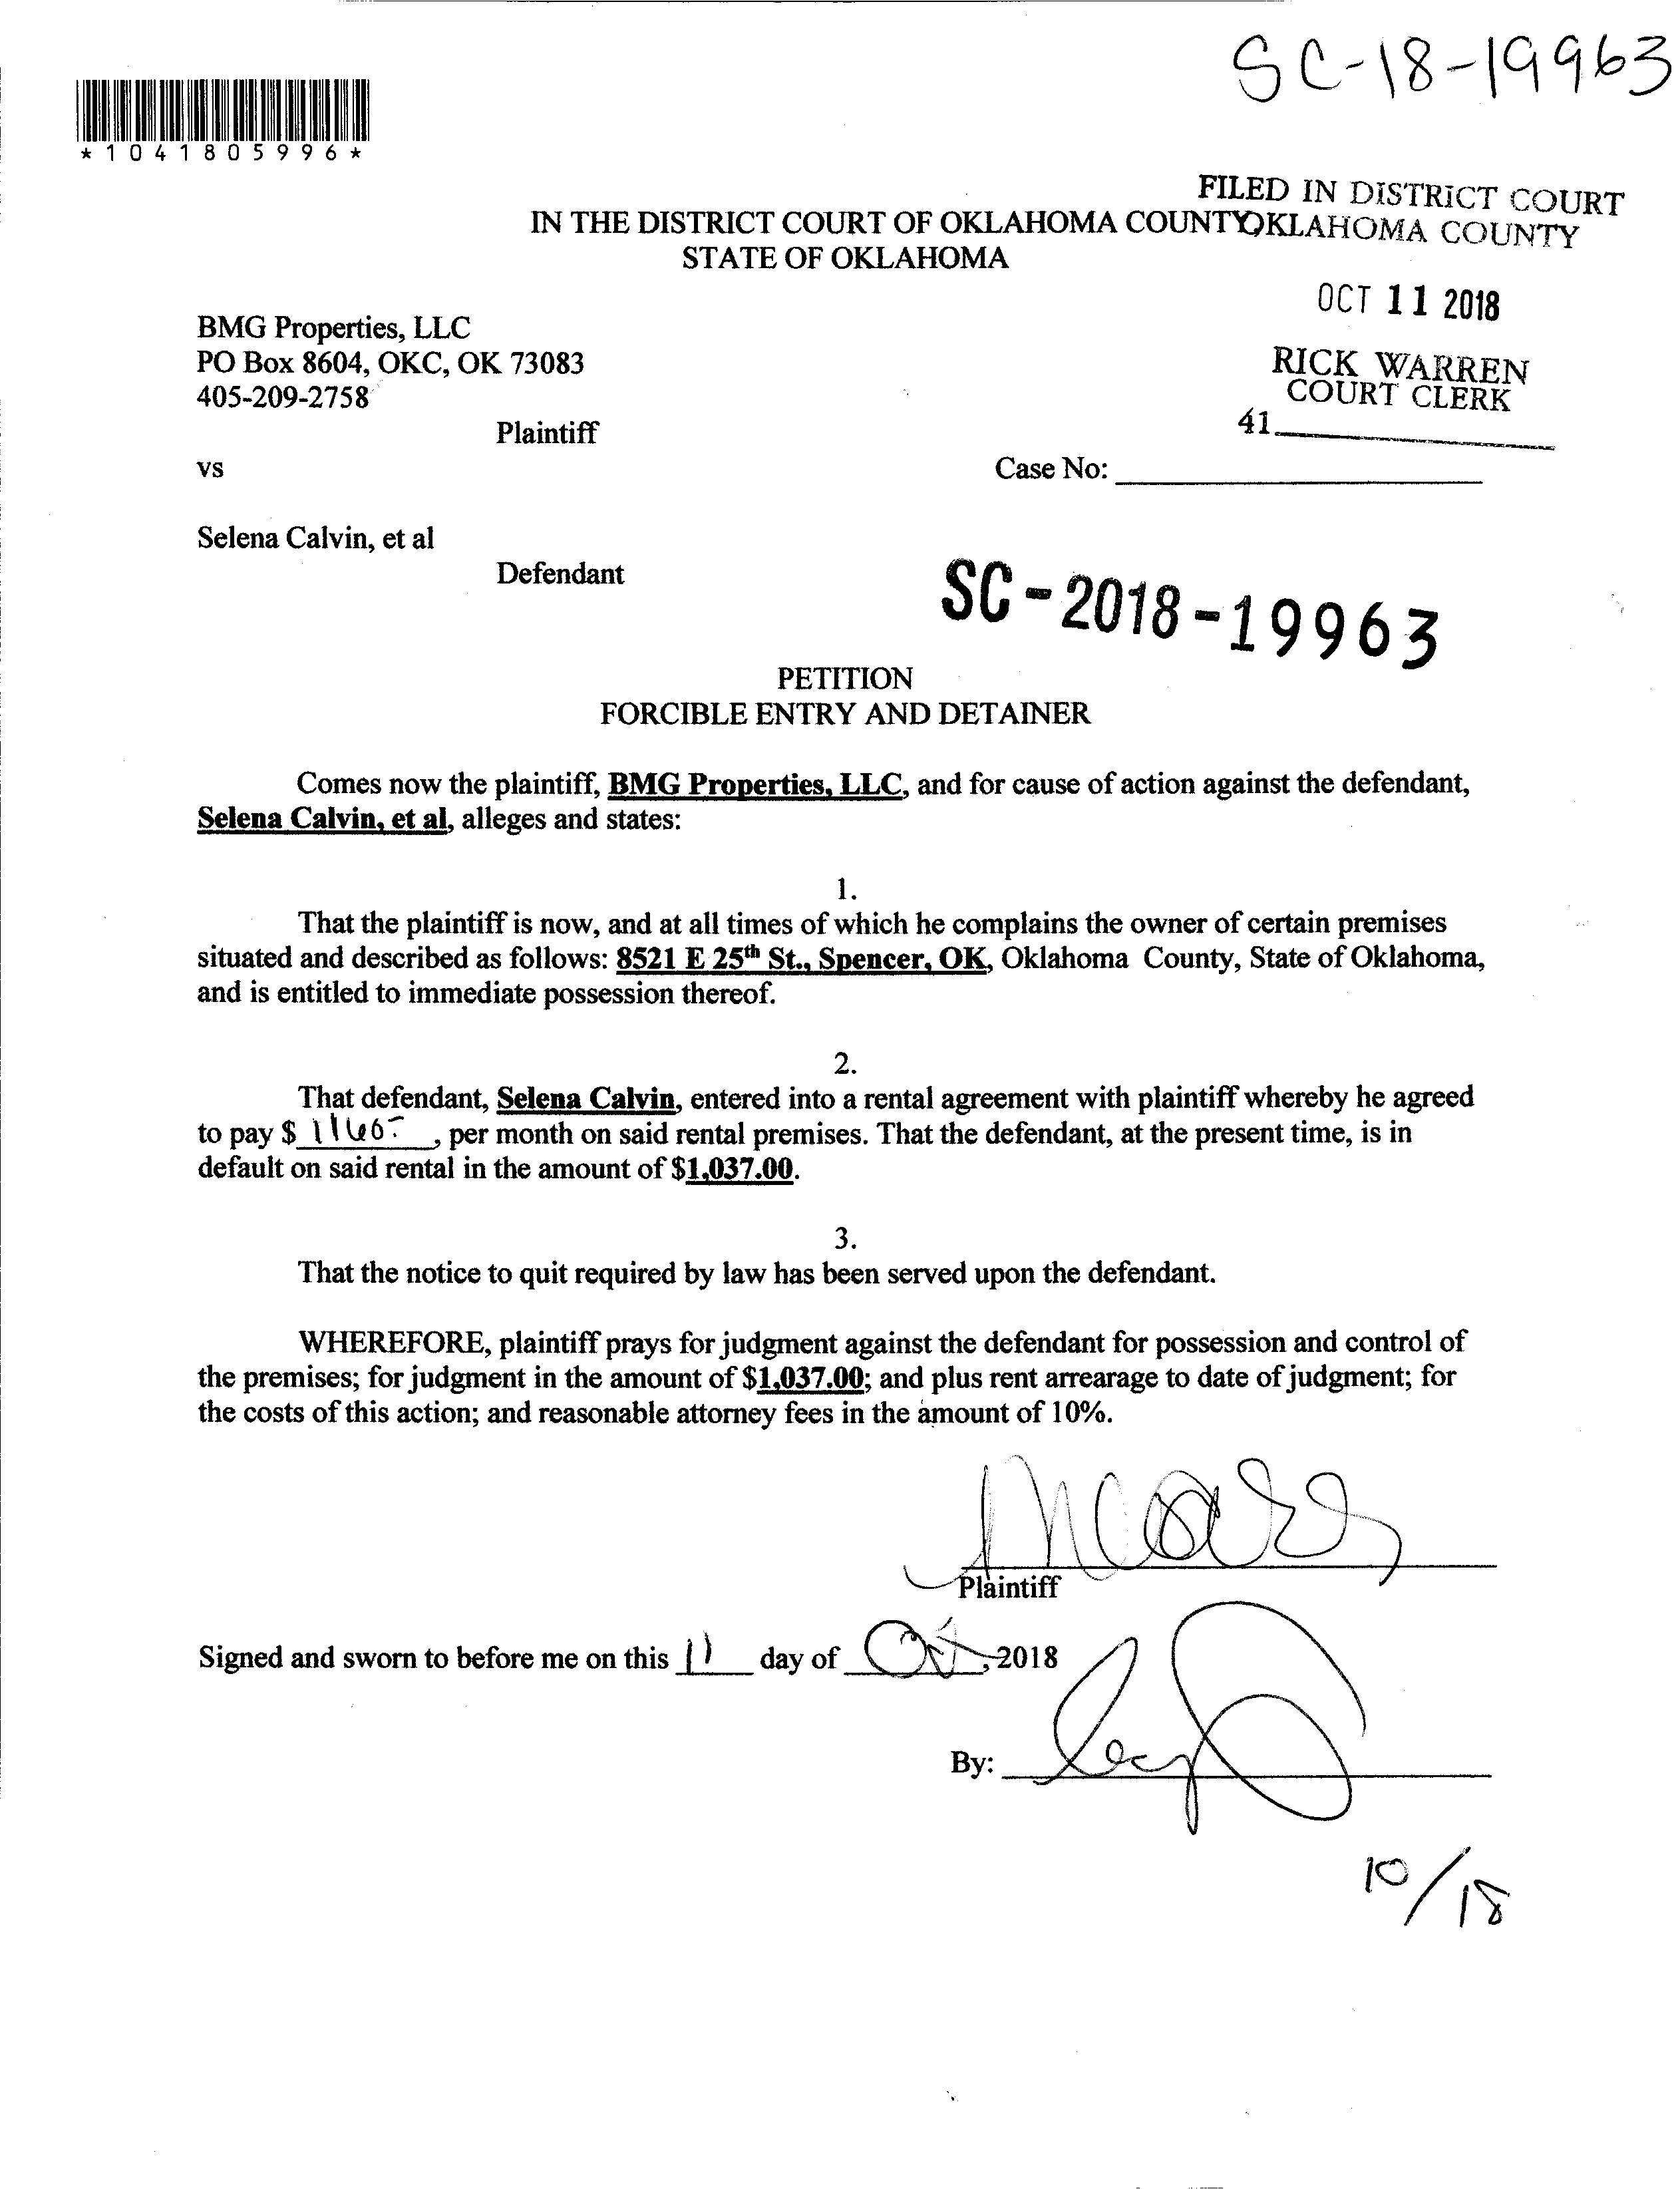 SC-18-19963
*1041805996*
FILED IN DISTRICT COURT
OKLAHOMA COUNTY
IN THE DISTRICT COURT OF OKLAHOMA COUNTY
STATE OF OKLAHOMA
OCT 11 2018
RICK WARREN
COURT CLERK
41
BMG Properties, LLC
PO Box 8604, OKC, OK 73083
405-209-2758
Plaintiff
vs
Case No:
Selena Calvin, et al
Defendant
SC-2018-19963
PETITION
FORCIBLE ENTRY AND DETAINER
Comes now the plaintiff, BMG Properties, LLC, and for cause of action against the defendant,
Selena Calvin, et al, alleges and states:
1.
That the plaintiff is now, and at all times of which he complains the owner of certain premises
situated and described as follows: 8521 E 25th St., Spencer, OK, Oklahoma County, State of Oklahoma,
and is entitled to immediate possession thereof.
2.
That defendant, Selena Calvin, entered into a rental agreement with plaintiff whereby he agreed
to pay $ , per month on said rental premises. That the defendant, at the present time, is in
default on said rental in the amount of $1,037.00.
3.
That the notice to quit required by law has been served upon the defendant.
WHEREFORE, plaintiff prays for judgment against the defendant for possession and control of
the premises; for judgment in the amount of $1,037.00; and plus rent arrearage to date of judgment; for
the costs of this action; and reasonable attorney fees in the amount of 10%.
Plaintiff
Signed and sworn to before me on this 11 day of Oct, 2018
By:
10/18